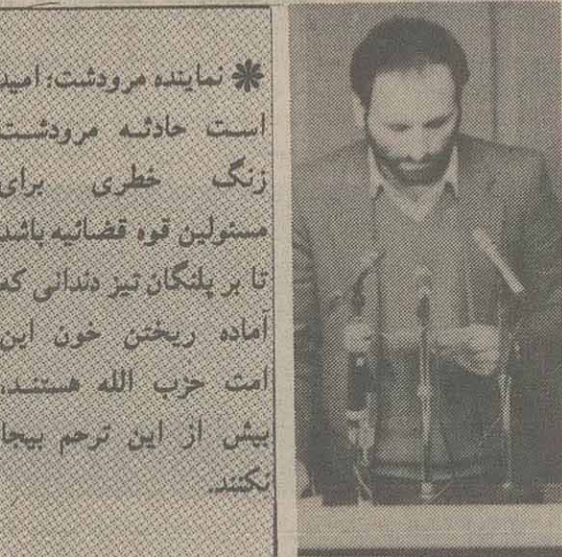 ❋ نماینده مرودشت: امید
است حادثه مرودشت
زنگ خطری برای
مسئولین قوه قضائیه باشد
تا بر پلنگان تیز دندانی که
آماده ریختن خون این
امت حزب الله هستند،
بیش از این ترحم بیجا
نکنند.